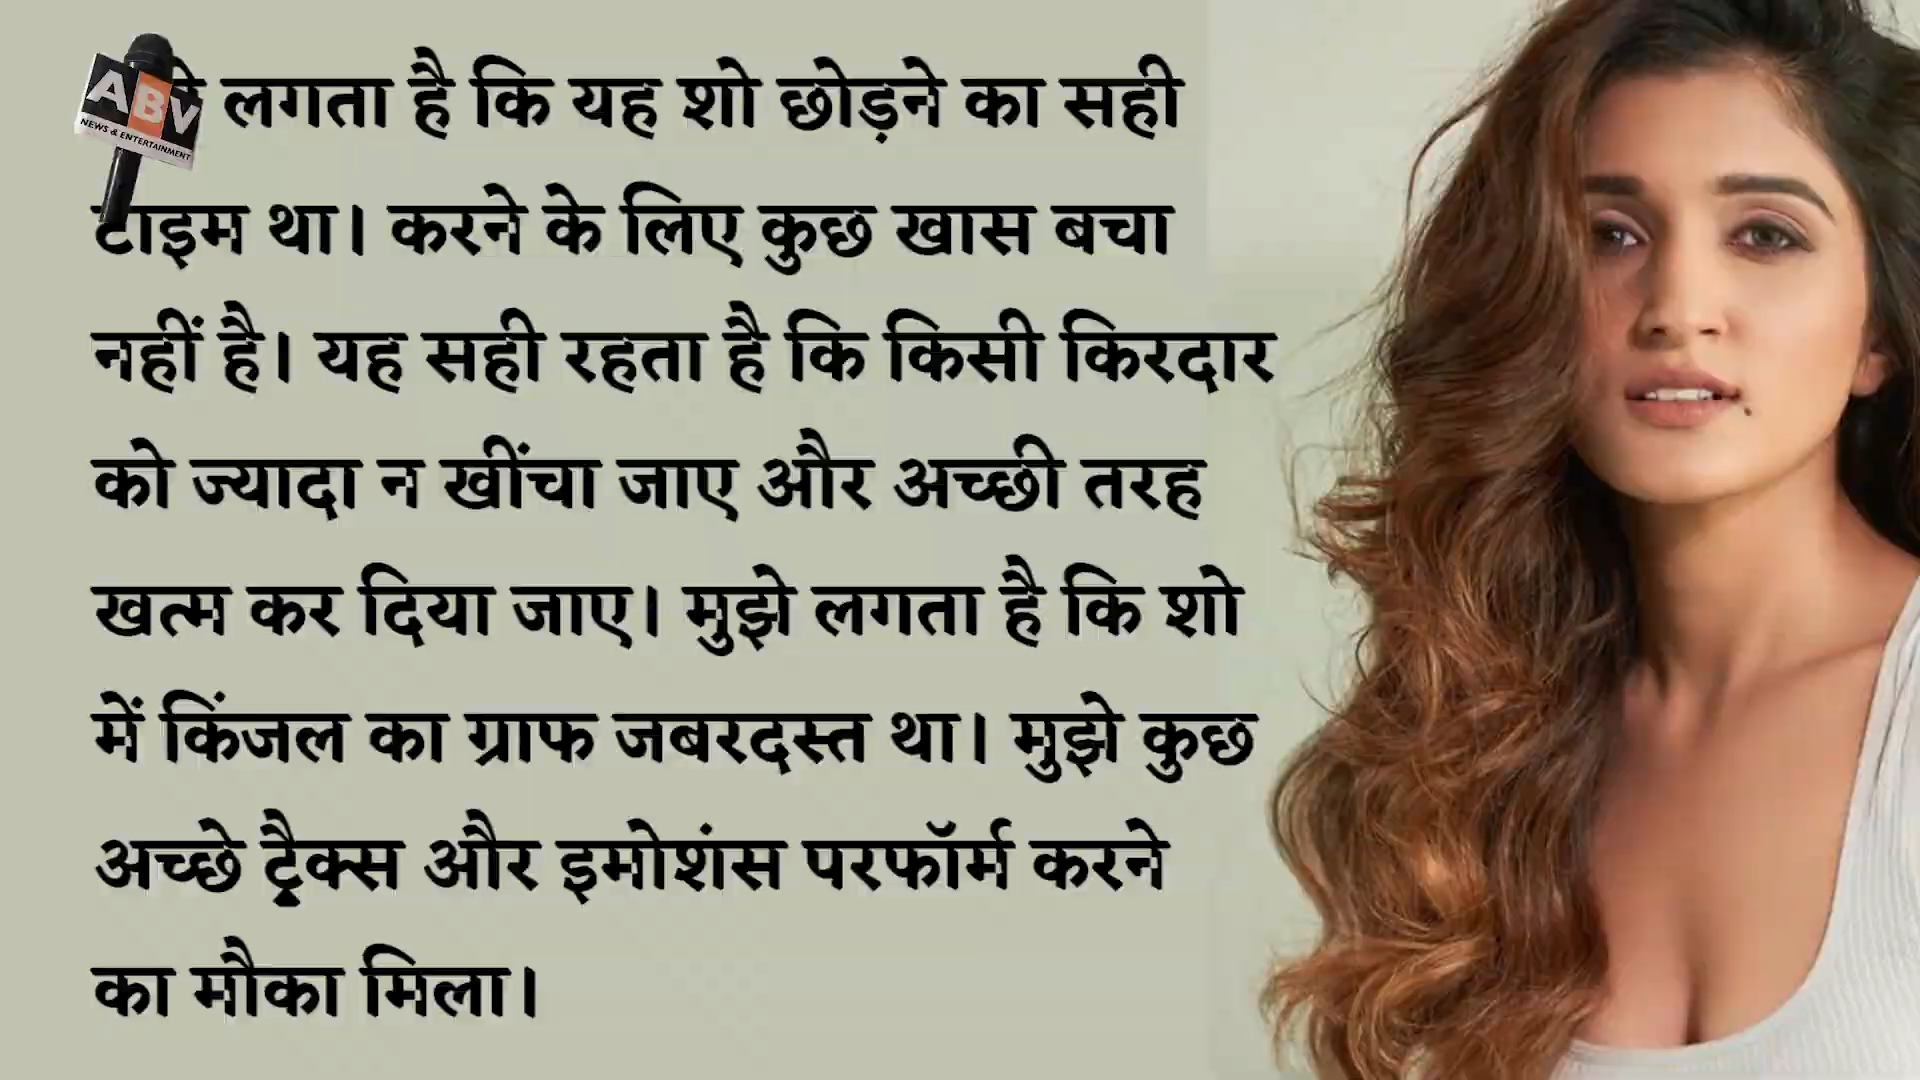 ABV
NEWS & ENTERTAINMENT
लगता है कि यह शो छोड़ने का सही
टाइम था। करने के लिए कुछ खास बचा
नहीं है। यह सही रहता है कि किसी किरदार
को ज्यादा न खींचा जाए और अच्छी तरह
खत्म कर दिया जाए। मुझे लगता है कि शो
में किंजल का ग्राफ जबरदस्त था। मुझे कुछ
अच्छे ट्रैक्स और इमोशंस परफॉर्म करने
का मौका मिला।